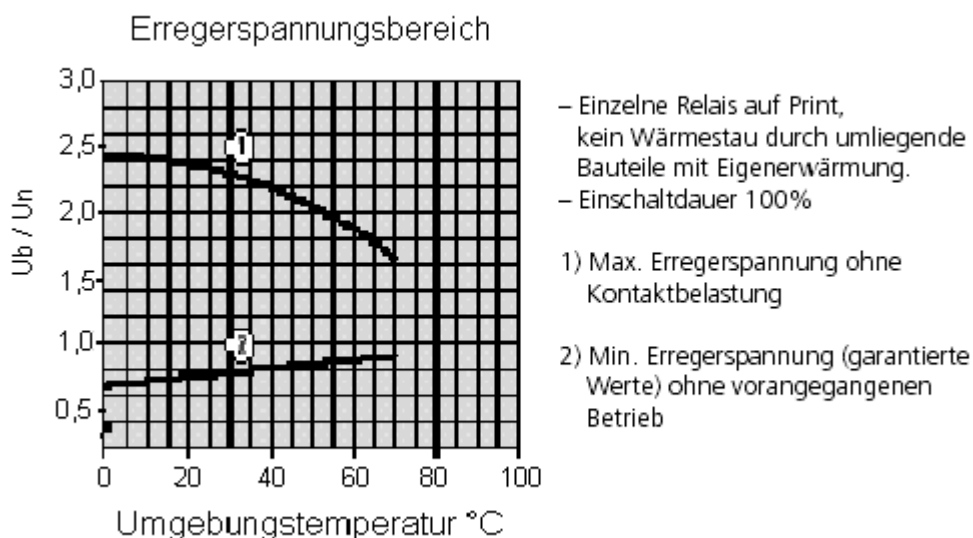 Erregerspannungsbereich
3,0
2,5
2,0
1,5
1,0
0,5
Ub / Un
1
2
0 20 40 60 80 100
Umgebungstemperatur °C
– Einzelne Relais auf Print,
kein Wärmestau durch umliegende
Bauteile mit Eigenerwärmung.
– Einschaltdauer 100%
1) Max. Erregerspannung ohne
Kontaktbelastung
2) Min. Erregerspannung (garantierte
Werte) ohne vorangegangenen
Betrieb